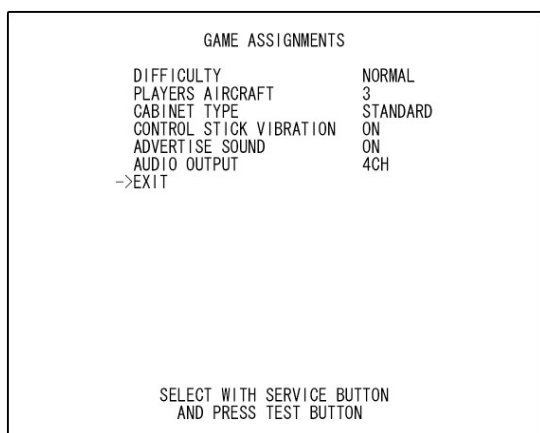 GAME ASSIGNMENTS
DIFFICULTY NORMAL
PLAYERS AIRCRAFT 3
CABINET TYPE STANDARD
CONTROL STICK VIBRATION ON
ADVERTISE SOUND ON
AUDIO OUTPUT 4CH
->EXIT
SELECT WITH SERVICE BUTTON
AND PRESS TEST BUTTON